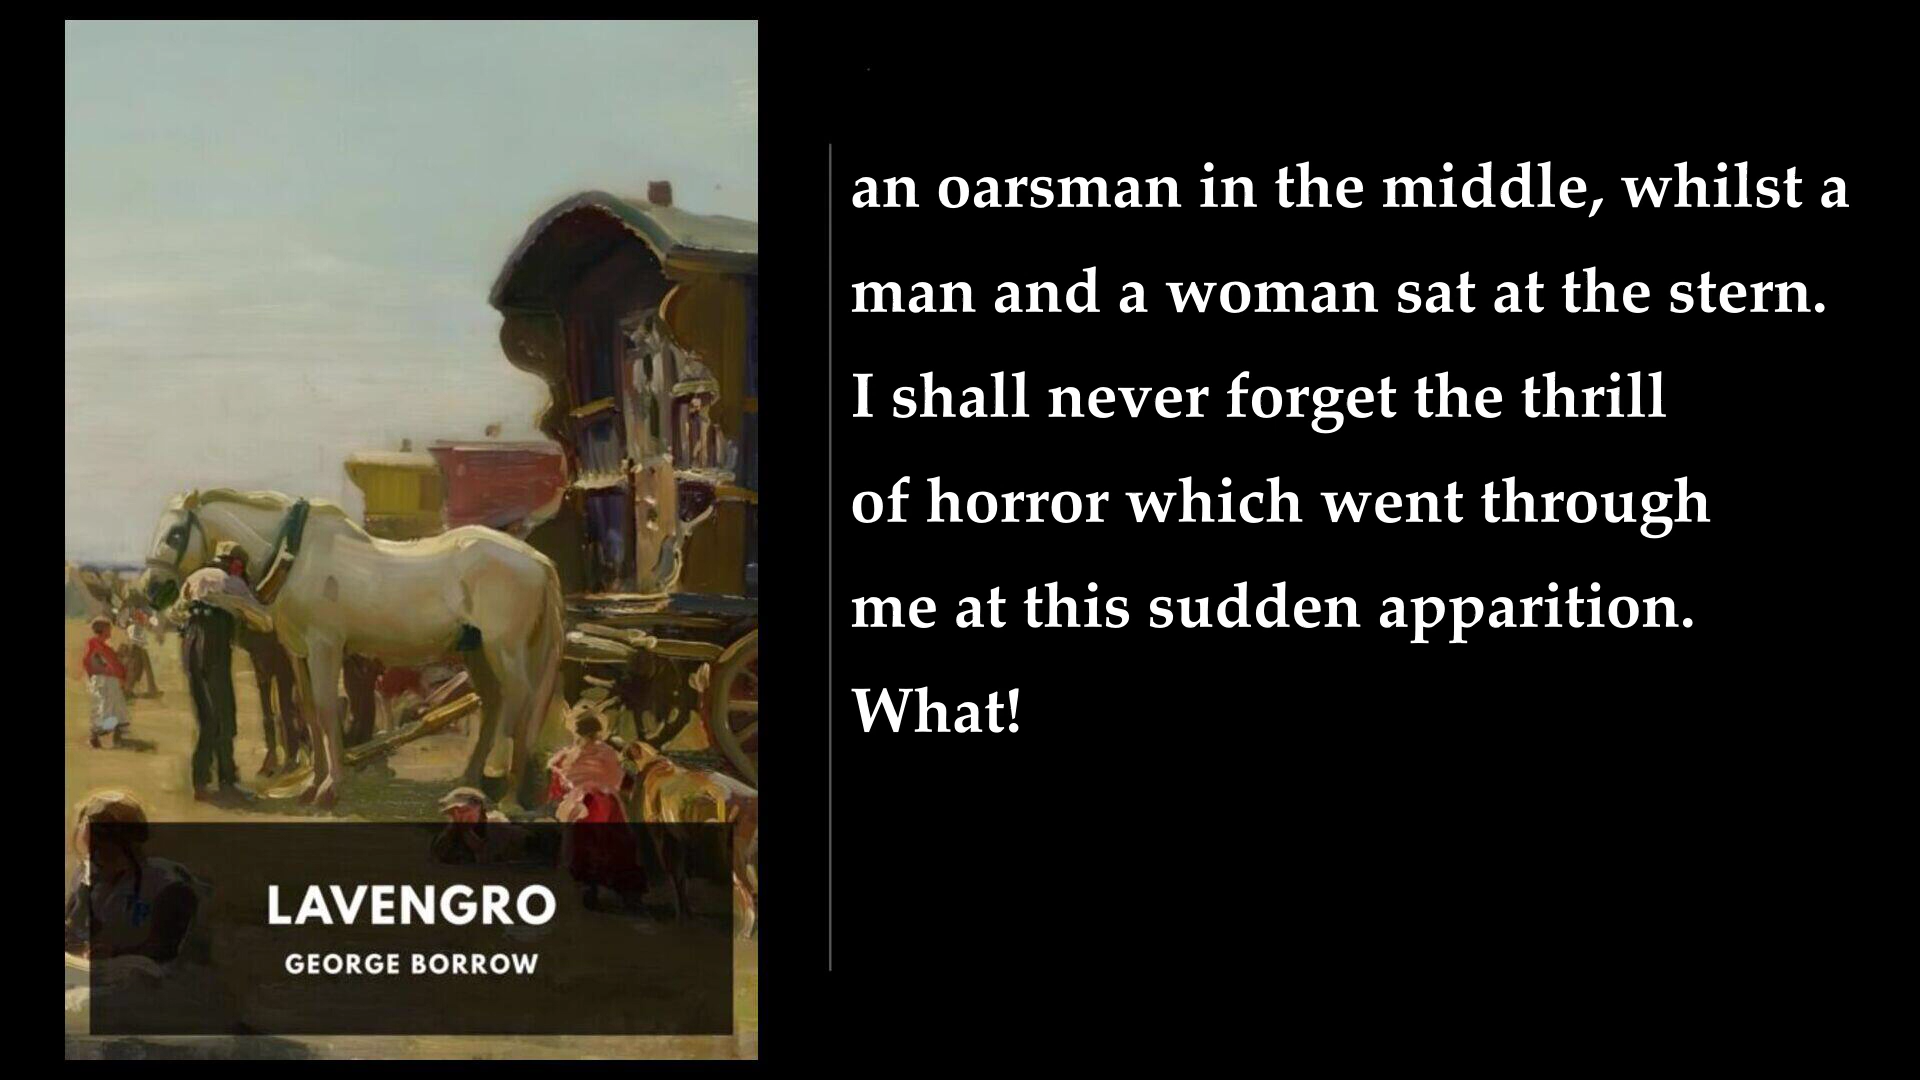 an oarsman in the middle, whilst a
man and a woman sat at the stern.
I shall never forget the thrill
of horror which went through
me at this sudden apparition.
What!
LAVENGRO
GEORGE BORROW